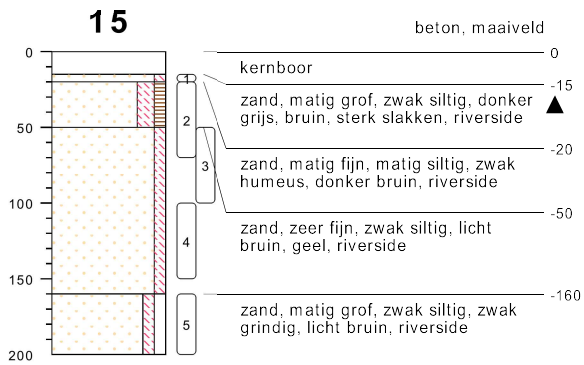 15
beton, maaiveld
0
0
kernboor
-15
1
zand, matig grof, zwak siltig, donker
grijs, bruin, sterk slakken, riverside
2
50
-20
zand, matig fijn, matig siltig, zwak
humeus, donker bruin, riverside
3
100
-50
zand, zeer fijn, zwak siltig, licht
bruin, geel, riverside
4
150
-160
zand, matig grof, zwak siltig, zwak
grindig, licht bruin, riverside
5
200